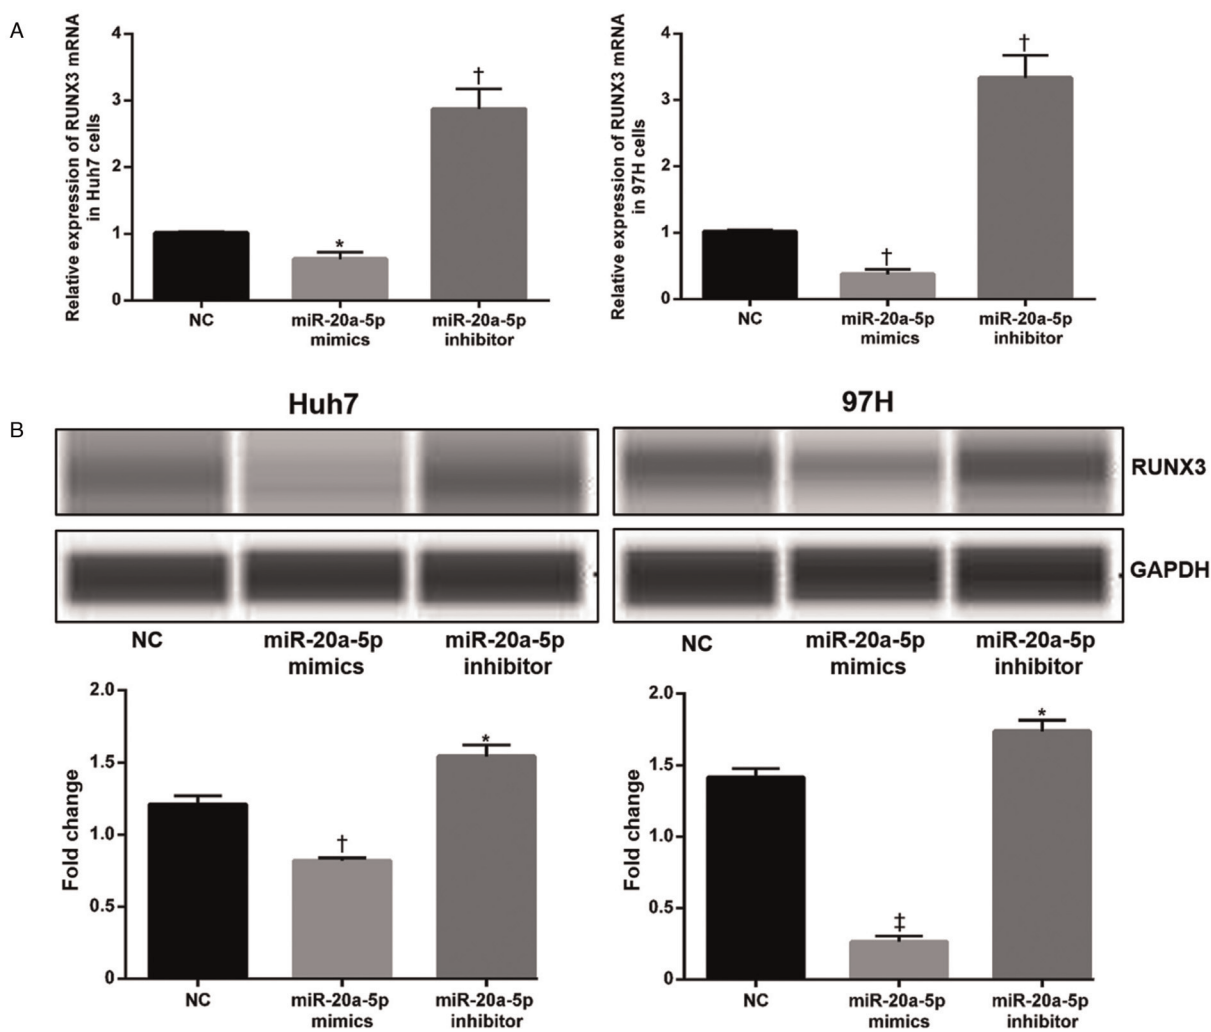 A
Relative expression of RUNX3 mRNA
in Huh7 cells
4
3
2
1
0
*
†
NC
miR-20a-5p
mimics
miR-20a-5p
inhibitor
Relative expression of RUNX3 mRNA
in 97H cells
4
3
2
1
0
†
†
NC
miR-20a-5p
mimics
miR-20a-5p
inhibitor
B
Huh7
97H
RUNX3
GAPDH
NC
miR-20a-5p
mimics
miR-20a-5p
inhibitor
NC
miR-20a-5p
mimics
miR-20a-5p
inhibitor
Fold change
2.0
1.5
1.0
0.5
0
†
*
NC
miR-20a-5p
mimics
miR-20a-5p
inhibitor
Fold change
2.0
1.5
1.0
0.5
0
‡
*
NC
miR-20a-5p
mimics
miR-20a-5p
inhibitor